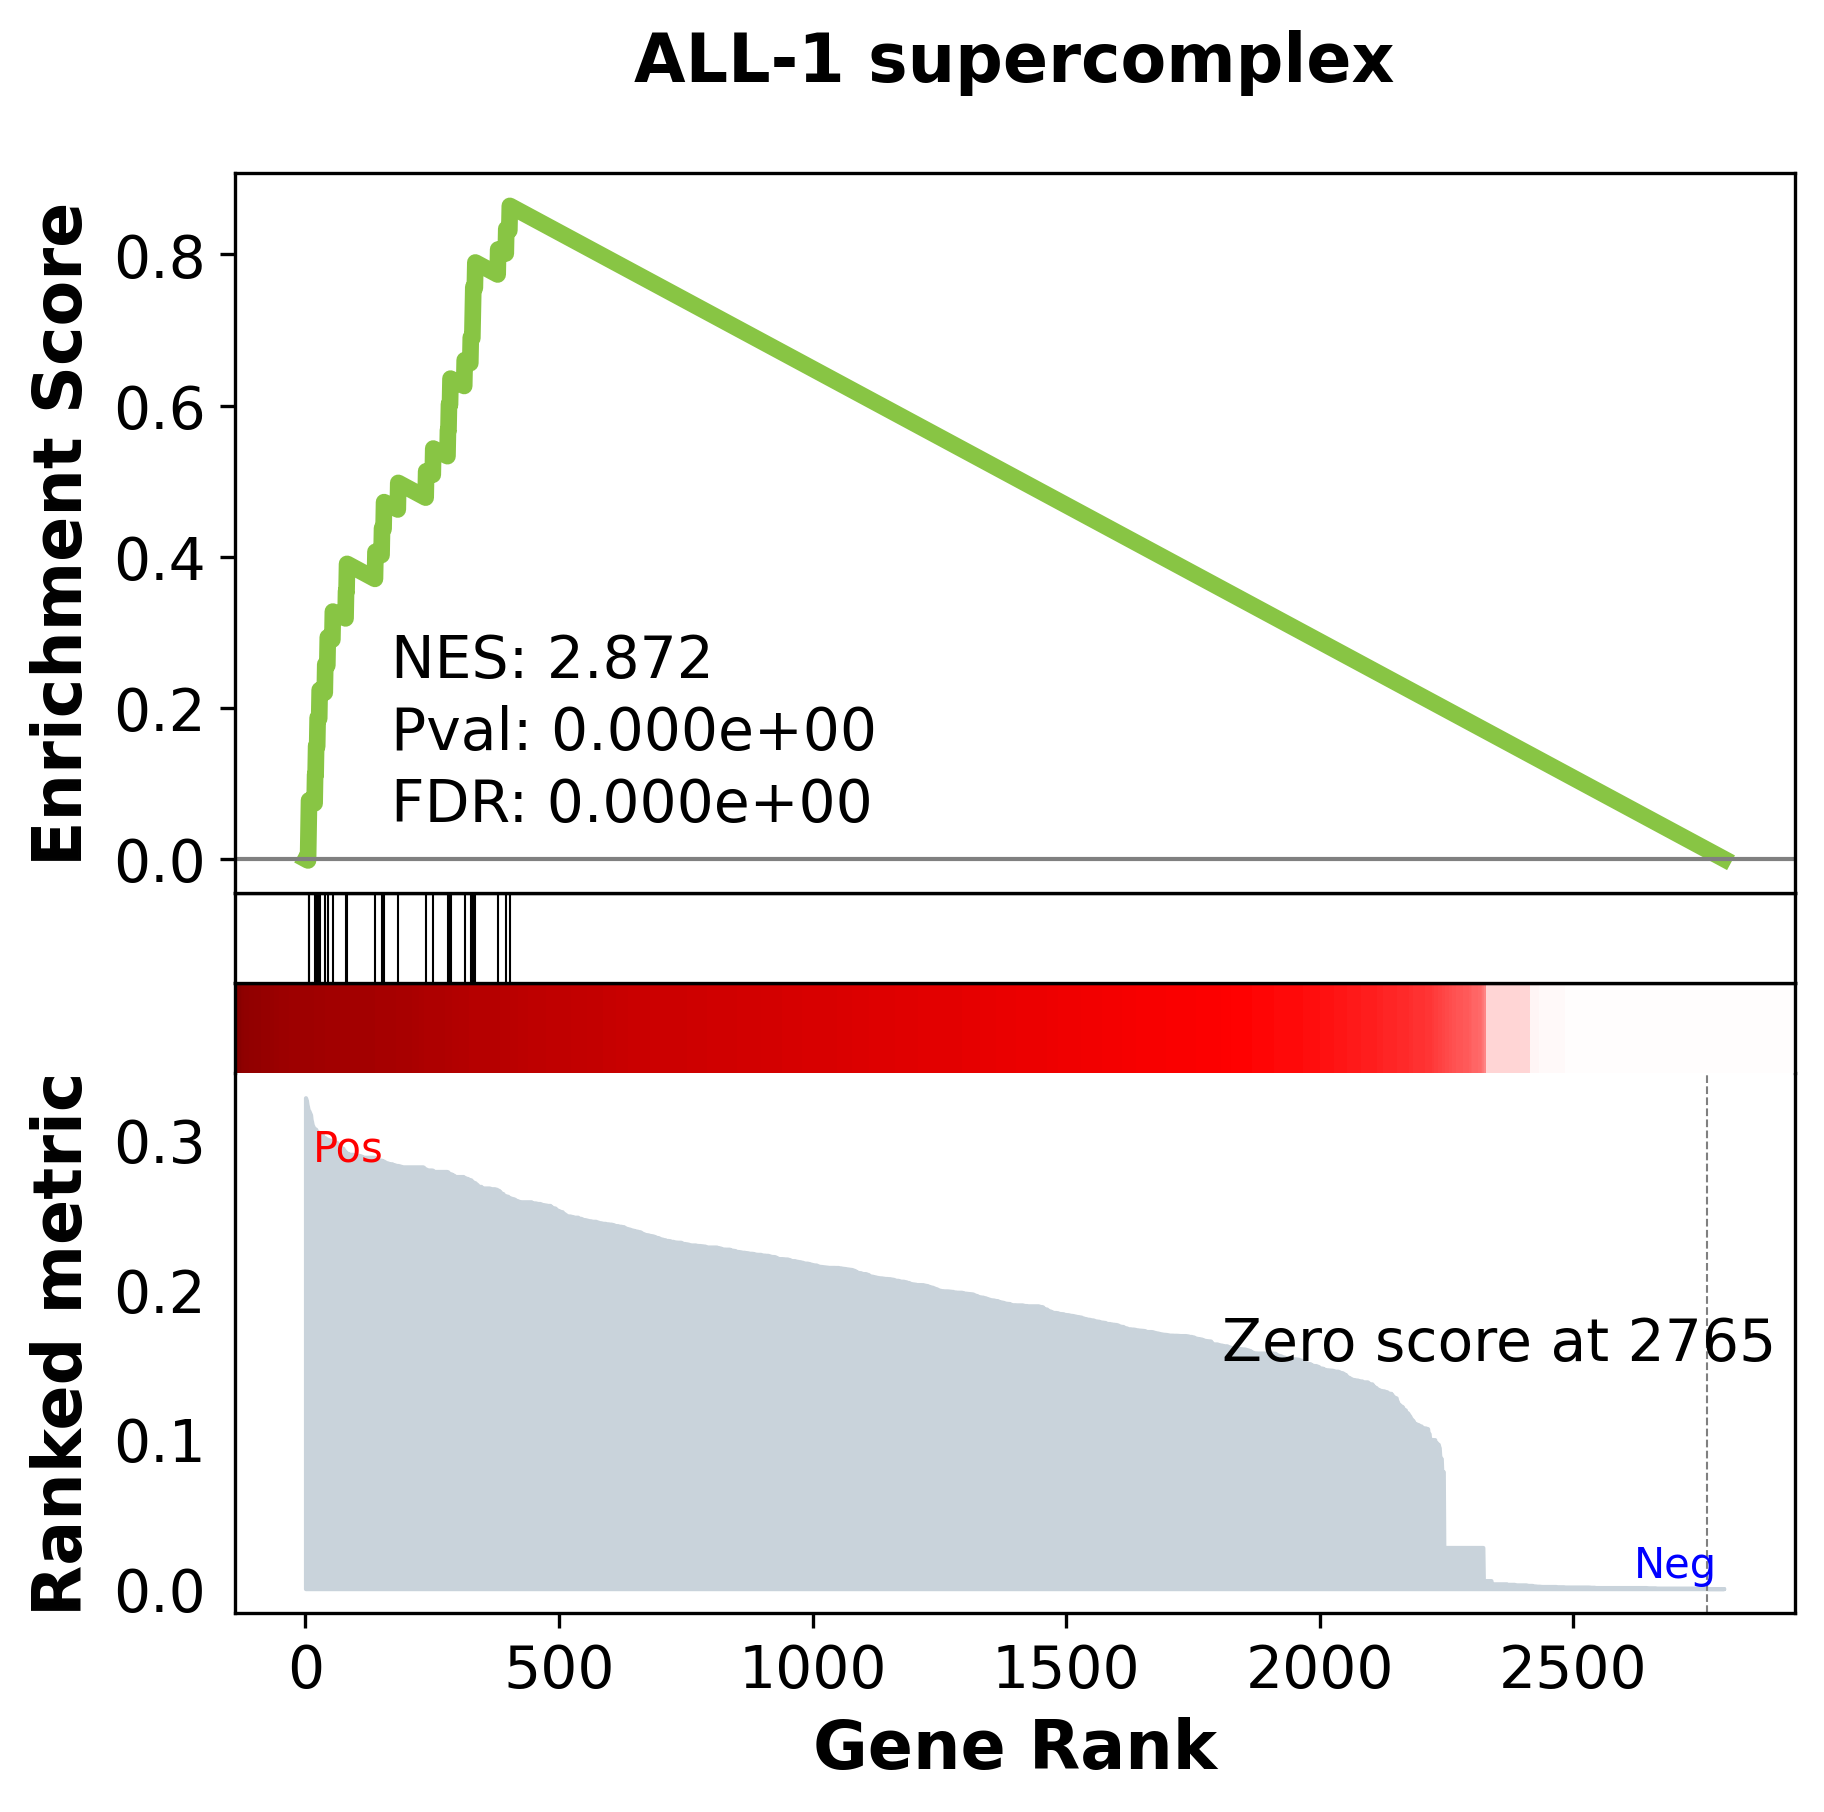 ALL-1 supercomplex
Enrichment Score
0.8
0.6
0.4
0.2
0.0
NES: 2.872
Pval: 0.000e+00
FDR: 0.000e+00
Ranked metric
0.3
0.2
0.1
0.0
Pos
Zero score at 2765
Neg
0 500 1000 1500 2000 2500
Gene Rank